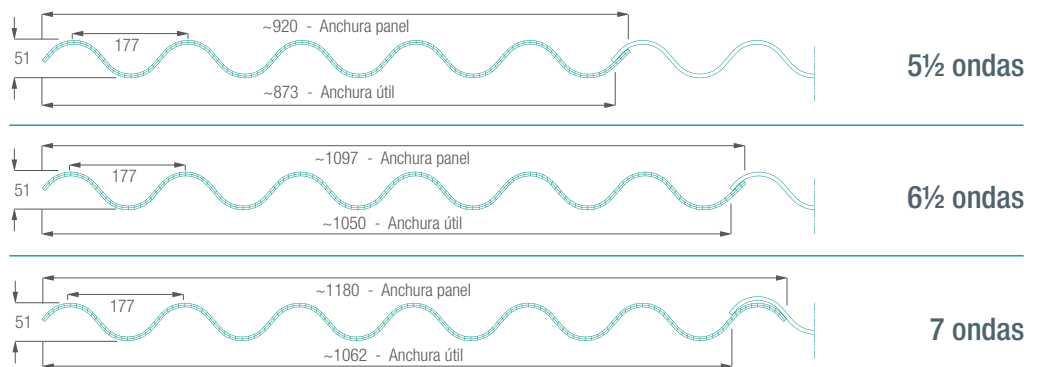 ~920 - Anchura panel
177
51
~873 - Anchura útil
5½ ondas
~1097 - Anchura panel
177
51
~1050 - Anchura útil
6½ ondas
~1180 - Anchura panel
177
51
~1062 - Anchura útil
7 ondas